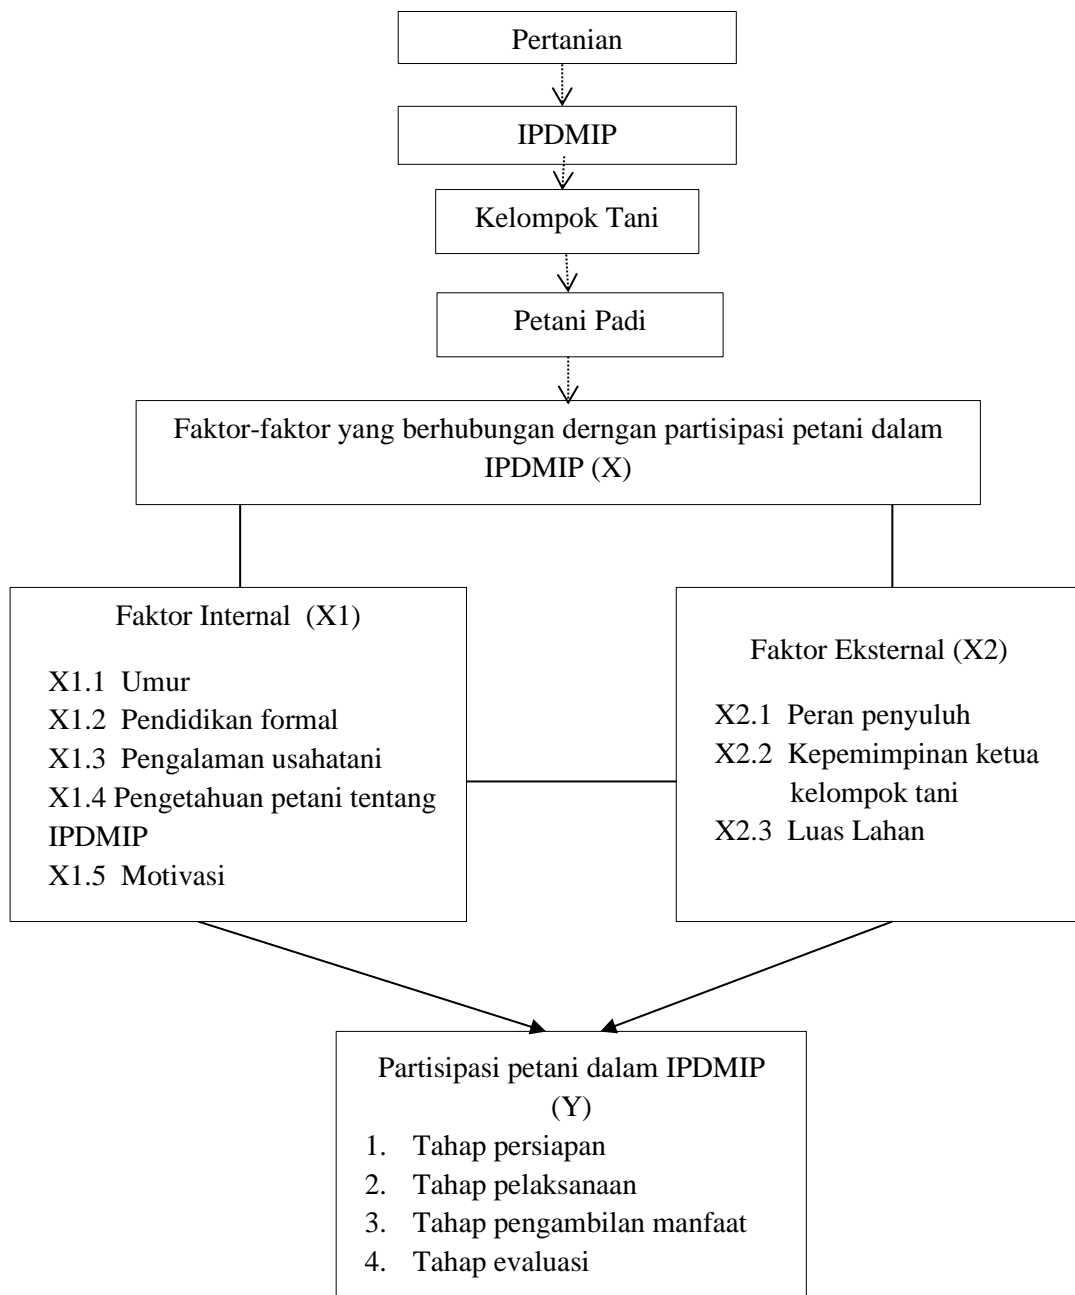 Pertanian
IPDMIP
Kelompok Tani
Petani Padi
Faktor-faktor yang berhubungan derngan partisipasi petani dalam
IPDMIP (X)
Faktor Internal (X1)
X1.1 Umur
X1.2 Pendidikan formal
X1.3 Pengalaman usahatani
X1.4 Pengetahuan petani tentang
IPDMIP
X1.5 Motivasi
Faktor Eksternal (X2)
X2.1 Peran penyuluh
X2.2 Kepemimpinan ketua
kelompok tani
X2.3 Luas Lahan
Partisipasi petani dalam IPDMIP
(Y)
1. Tahap persiapan
2. Tahap pelaksanaan
3. Tahap pengambilan manfaat
4. Tahap evaluasi